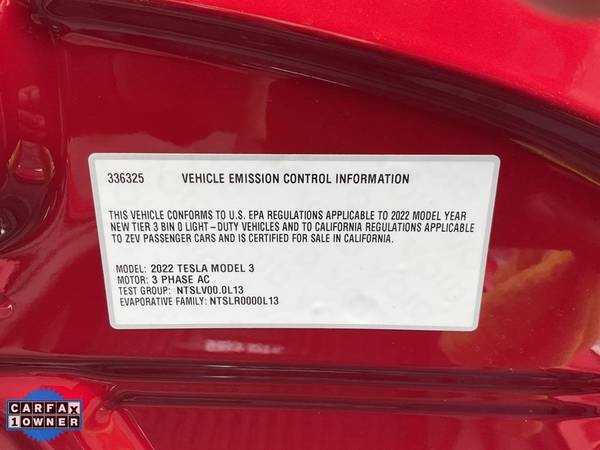 336325 VEHICLE EMISSION CONTROL INFORMATION
THIS VEHICLE CONFORMS TO U.S. EPA REGULATIONS APPLICABLE TO 2022 MODEL YEAR
NEW TIER 3 BIN 0 LIGHT-DUTY VEHICLES AND TO CALIFORNIA REGULATIONS APPLICABLE
TO ZEV PASSENGER CARS AND IS CERTIFIED FOR SALE IN CALIFORNIA.
MODEL: 2022 TESLA MODEL 3
MOTOR: 3 PHASE AC
TEST GROUP: NTSLV00.0L13
EVAPORATIVE FAMILY: NTSLR0000L13
CARFAX
1 OWNER